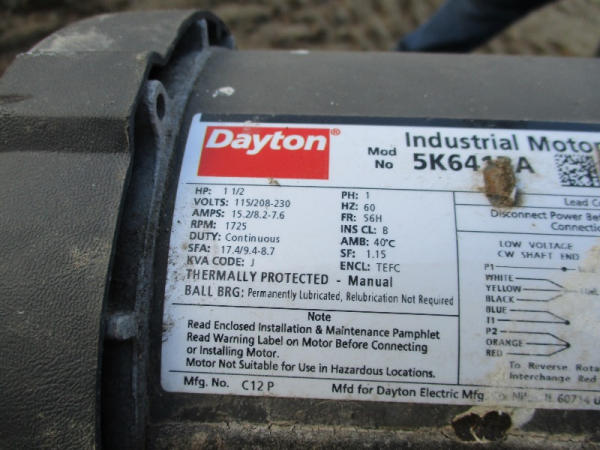 Dayton®
Industrial Motor
Mod No
HP: 1 1/2
VOLTS: 115/208-230
AMPS: 15.2/8.2-7.6
RPM: 1725
DUTY: Continuous
SFA: 17.4/9.4-8.7
KVA CODE: J
PH: 1
HZ: 60
FR: 56H
INS CL: B
AMB: 40°C
SF: 1.15
ENCL: TEFC
THERMALLY PROTECTED - Manual
BALL BRG: Permanently Lubricated, Relubrication Not Required
Note
Read Enclosed Installation & Maintenance Pamphlet
Read Warning Label on Motor Before Connecting
or Installing Motor.
Motor Not Suitable for Use in Hazardous Locations.
Mfg. No. C12 P
Mfd for Dayton Electric Mfg. IL 60714
Lead
Disconnect Power
LOW VOLTAGE
CW SHAFT END
P1
WHITE
YELLOW
BLACK
BLUE
T1
P2
ORANGE
RED
To Reverse
Interchange Red